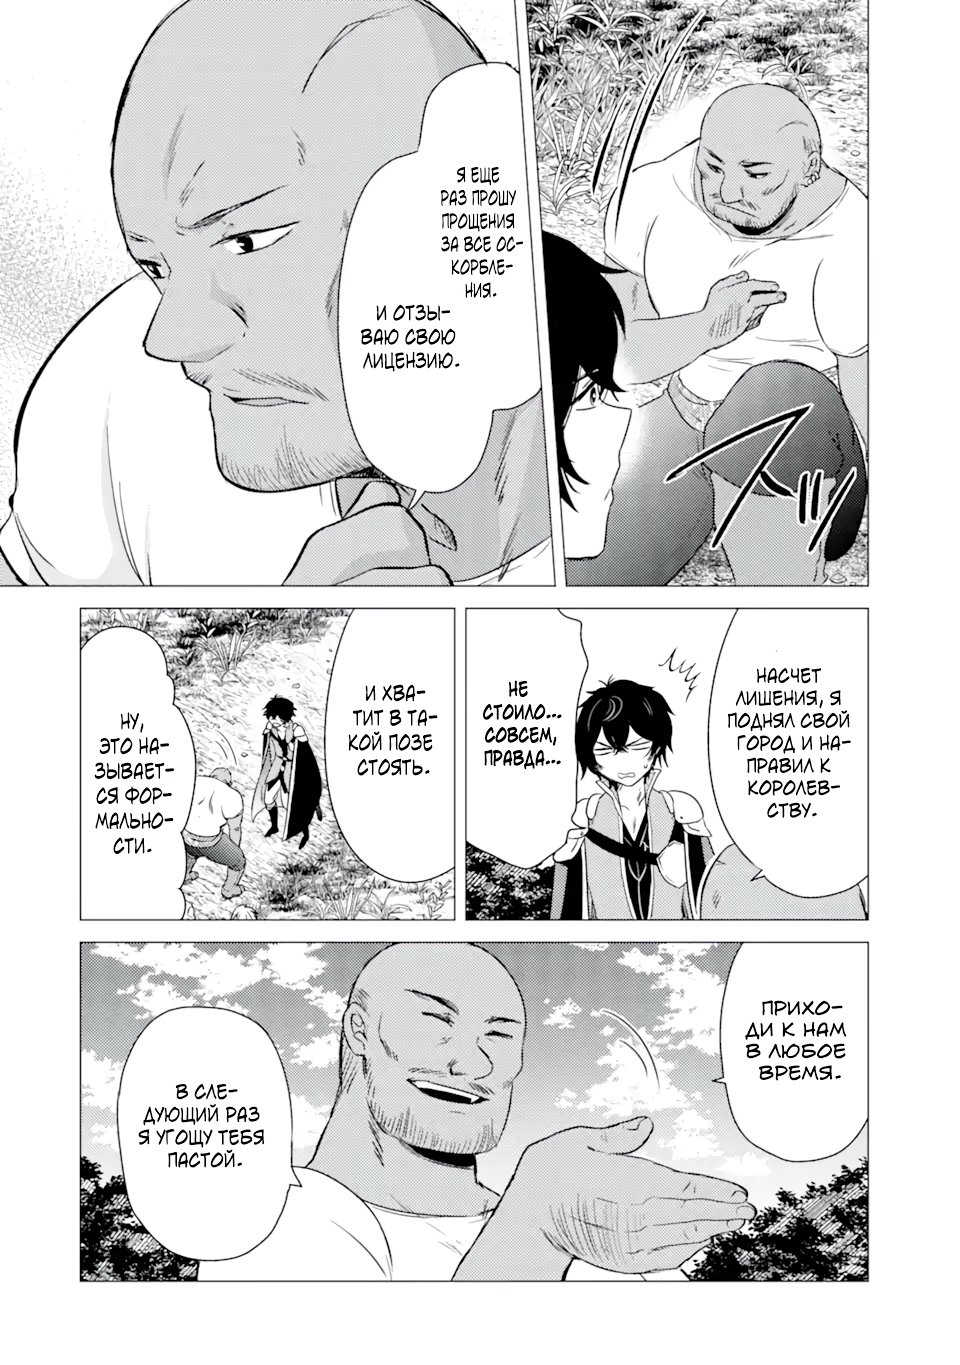 Я ЕЩЕ
РАЗ ПРОШУ
ПРОЩЕНИЯ
ЗА ВСЕ ОС-
КОРБЛЕ-
НИЯ.
И ОТЗЫ-
ВАЮ СВОЮ
ЛИЦЕНЗИЮ.
ス
ッ
НАСЧЕТ
ЛИШЕНИЯ, Я
ПОДНЯЛ СВОЙ
ГОРОД И НА-
ПРАВИЛ К
КОРОЛЕВ-
СТВУ.
НЕ
СТОИЛО...
СОВСЕМ,
ПРАВДА...
И ХВА-
ТИТ В ТА-
КОЙ ПОЗЕ
СТОЯТЬ.
НУ,
ЭТО НА-
ЗЫВАЕТ-
СЯ ФОР-
МАЛЬНО-
СТИ.
ПРИХО-
ДИ К НАМ
В ЛЮБОЕ
ВРЕМЯ.
В СЛЕ-
ДУЮЩИЙ РАЗ
Я УГОЩУ ТЕБЯ
ПАСТОЙ.